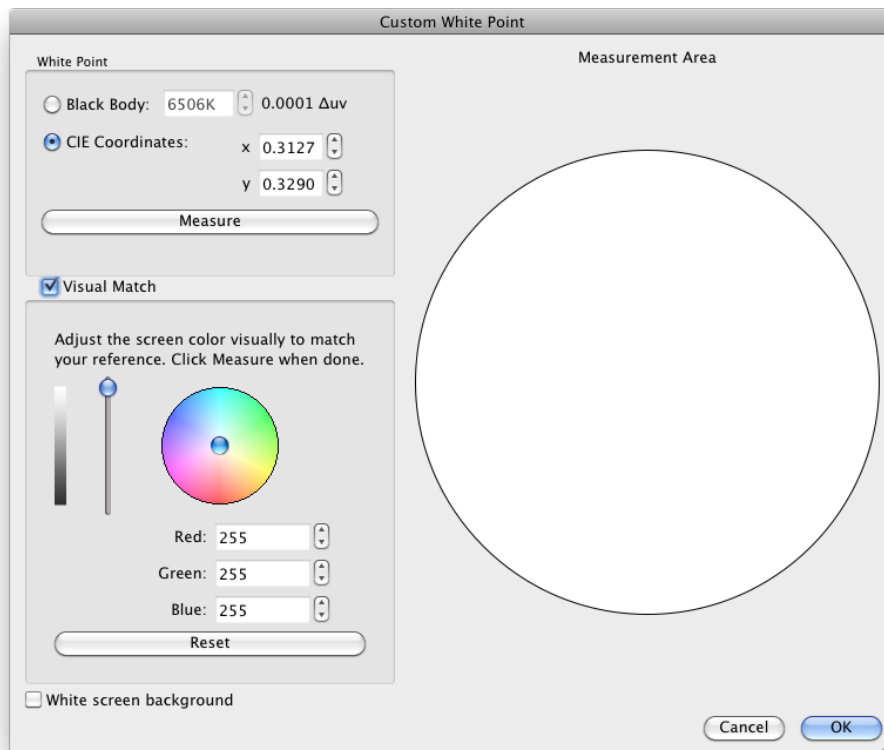 Custom White Point
White Point
Black Body: 6506K 0.0001 Δuv
CIE Coordinates: x 0.3127
y 0.3290
Measure
Visual Match
Adjust the screen color visually to match
your reference. Click Measure when done.
Red: 255
Green: 255
Blue: 255
Reset
White screen background
Measurement Area
Cancel OK